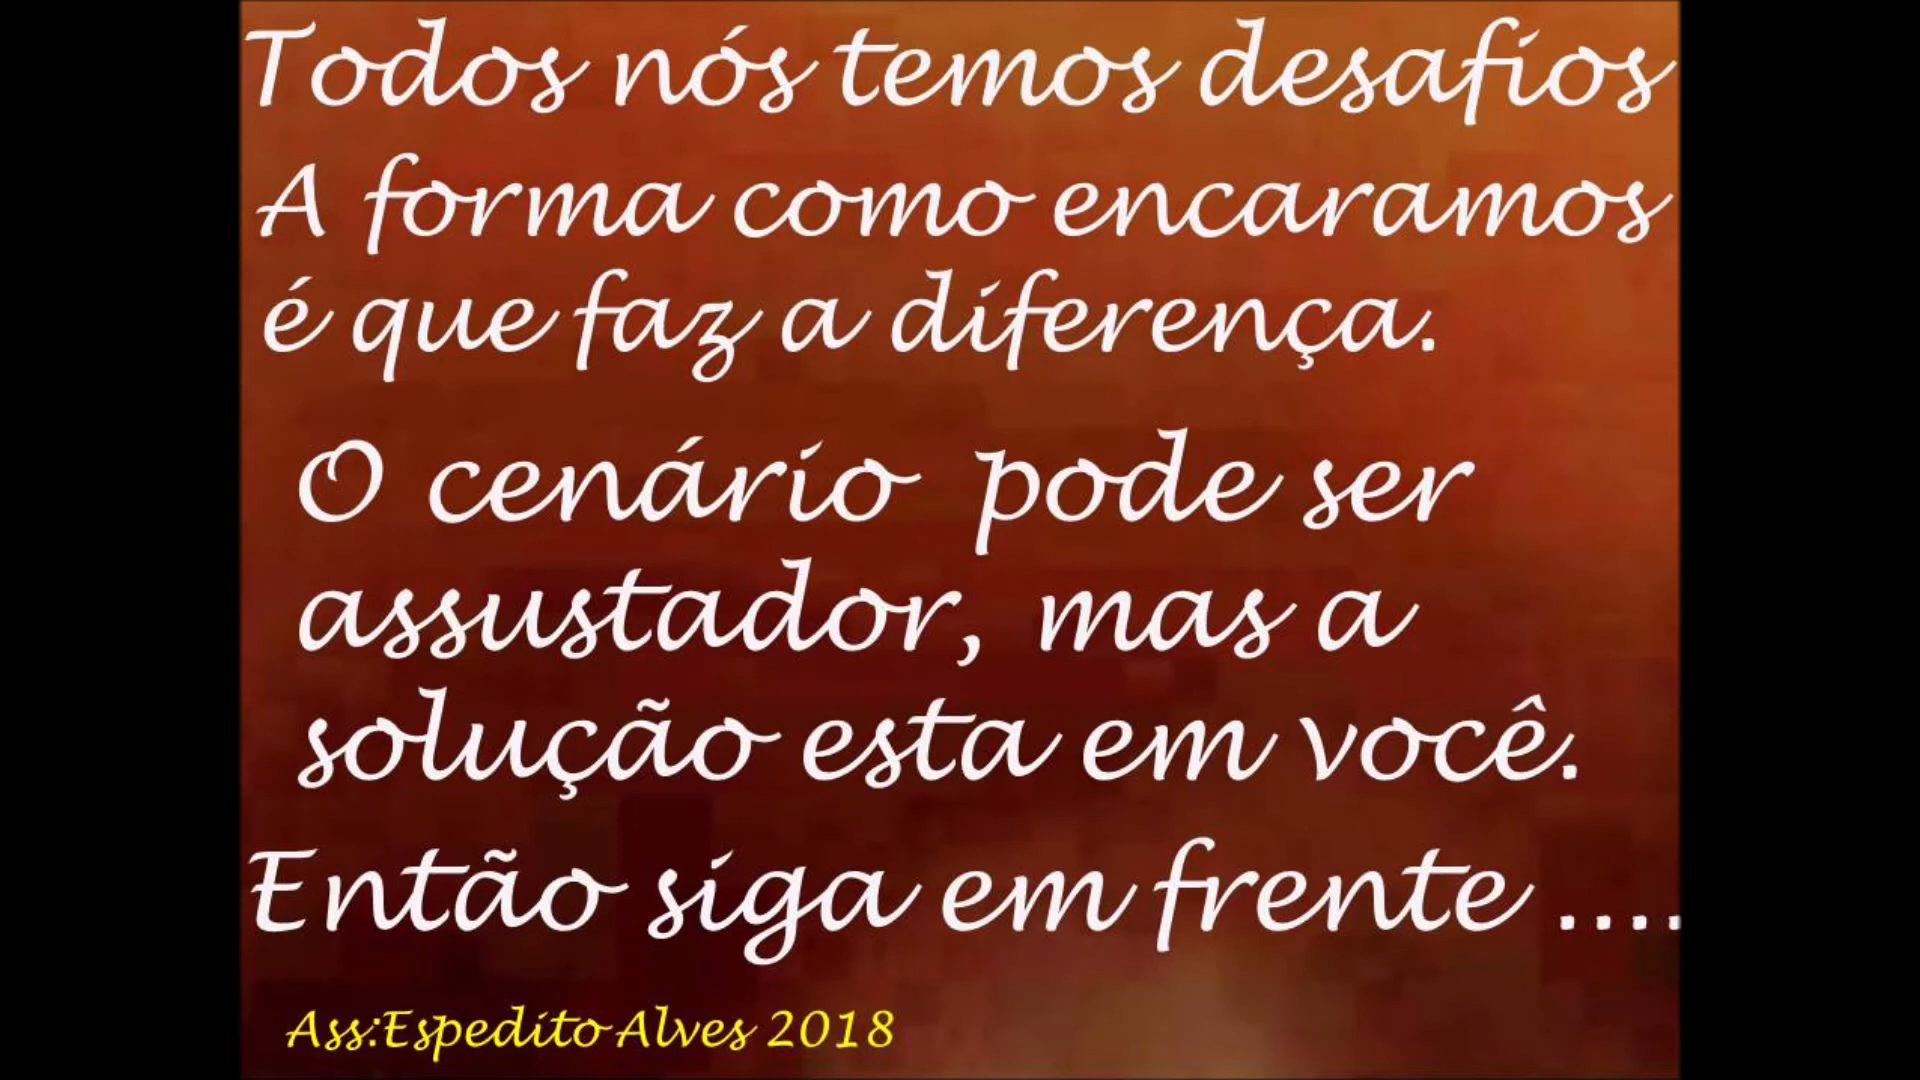 Todos nós temos desafios
A forma como encaramos
é que faz a diferença.
O cenário pode ser
assustador, mas a
solução esta em você.
Então siga em frente ....
Ass:Espedito Alves 2018